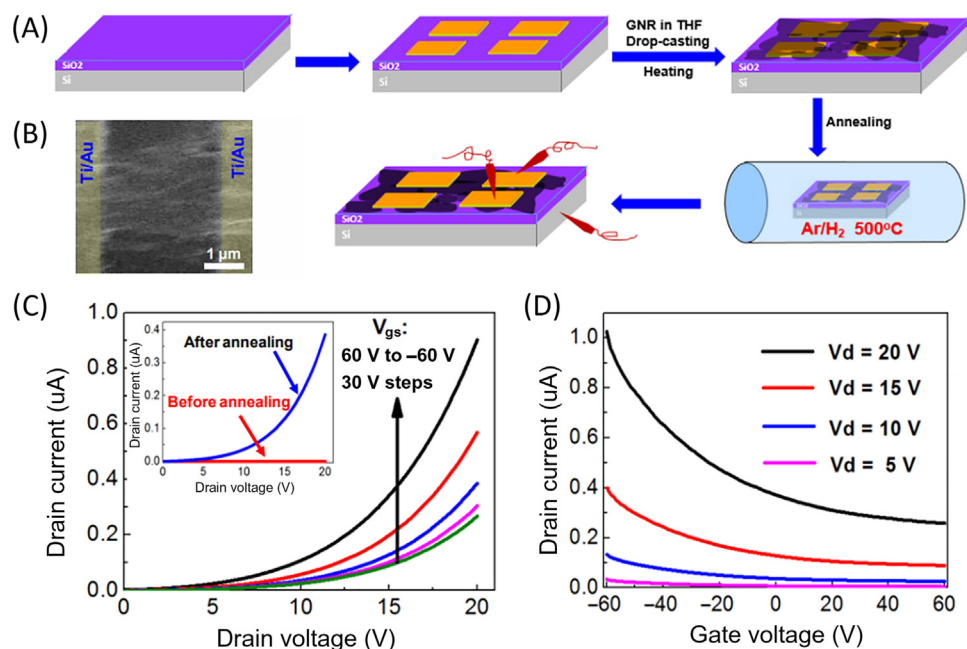 (A)
SiO2
Si
SiO2
Si
GNR in THF
Drop-casting
Heating
SiO2
Si
Annealing
(B)
Ti/Au
Ti/Au
1 μm
SiO2
Si
Ar/H₂ 500°C
(C)
Drain current (uA)
1.0
0.8
0.6
0.4
0.2
0.0
0
5
10
15
20
Drain voltage (V)
Drain current (uA)
0.4
0.3
0.2
0.1
0.0
0
5
10
15
20
Drain voltage (V)
After annealing
Before annealing
Vgs:
60 V to –60 V
30 V steps
(D)
Drain current (uA)
1.0
0.8
0.6
0.4
0.2
0.0
–60
–40
–20
0
20
40
60
Gate voltage (V)
Vd = 20 V
Vd = 15 V
Vd = 10 V
Vd = 5 V